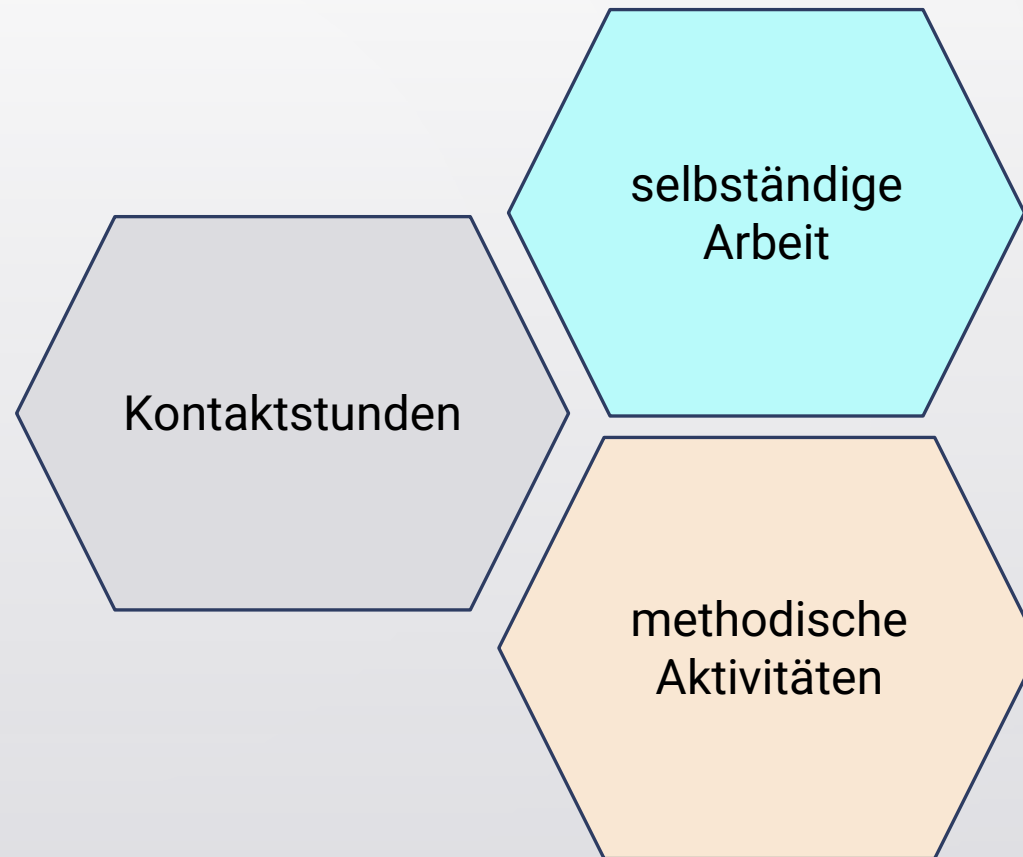 selbständige
Arbeit
Kontaktstunden
methodische
Aktivitäten